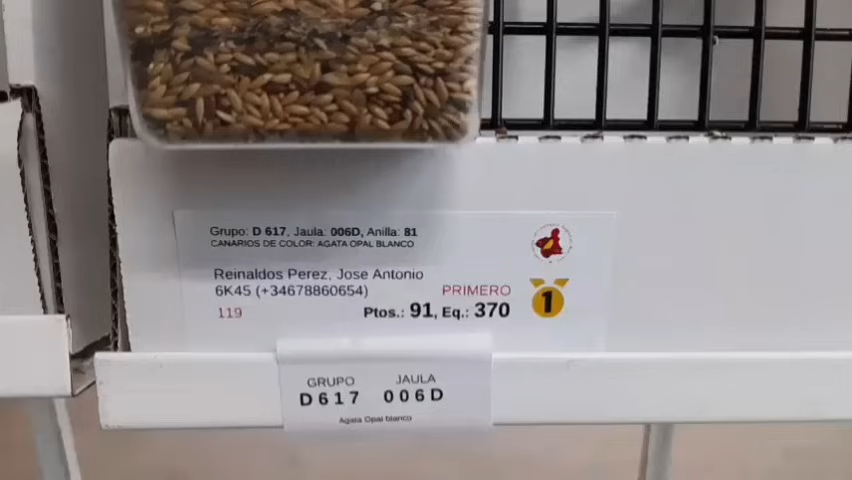 Grupo: D 617, Jaula: 006D, Anilla: 81
CANARIOS DE COLOR: AGATA OPAL BLANCO
Reinaldos Perez, Jose Antonio
6K45 (+34678860654)
PRIMERO
119
Ptos.: 91, Eq.: 370
1
GRUPO JAULA
D617 006D
Agata Opal blanco